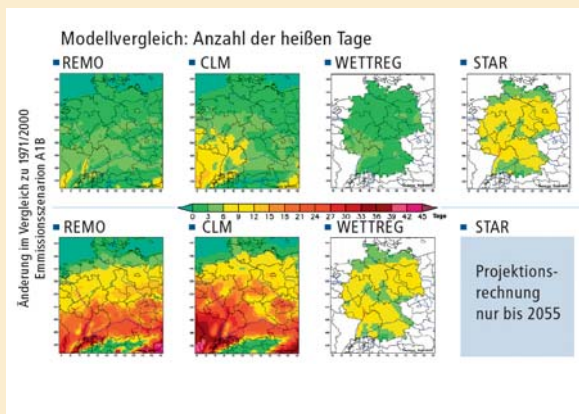 Modellvergleich: Anzahl der heißen Tage
REMO
CLM
WETTREG
STAR
Änderung im Vergleich zu 1971/2000
Emmissionsszenarion A1B
0 3 6 9 12 15 18 21 24 27 30 33 36 39 42 45 Tage
REMO
CLM
WETTREG
STAR
Projektions-
rechnung
nur bis 2055